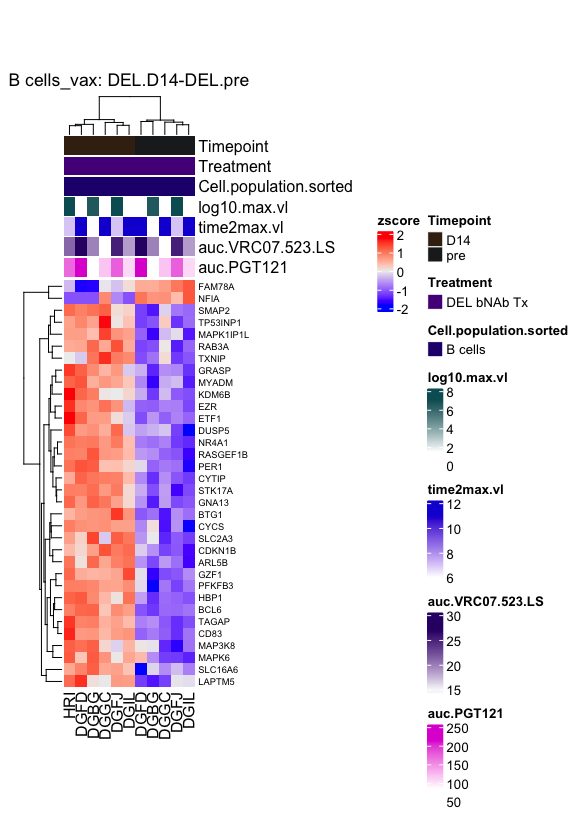 B cells_vax: DEL.D14-DEL.pre
Timepoint
Treatment
Cell.population.sorted
log10.max.vl
time2max.vl
auc.VRC07.523.LS
auc.PGT121
FAM78A
NFIA
SMAP2
TP53INP1
MAPK1IP1L
RAB3A
TXNIP
GRASP
MYADM
KDM6B
EZR
ETF1
DUSP5
NR4A1
RASGEF1B
PER1
CYTIP
STK17A
GNA13
BTG1
CYCS
SLC2A3
CDKN1B
ARL5B
GZF1
PFKFB3
HBP1
BCL6
TAGAP
CD83
MAP3K8
MAPK6
SLC16A6
LAPTM5
HRI
DGFD
DGBG
DGGC
DGFJ
DGIL
DGFD
DGBG
DGGC
DGFJ
DGIL
zscore
2
1
0
-1
-2
Timepoint
D14
pre
Treatment
DEL bNAb Tx
Cell.population.sorted
B cells
log10.max.vl
8
6
4
2
0
time2max.vl
12
10
8
6
auc.VRC07.523.LS
30
25
20
15
auc.PGT121
250
200
150
100
50